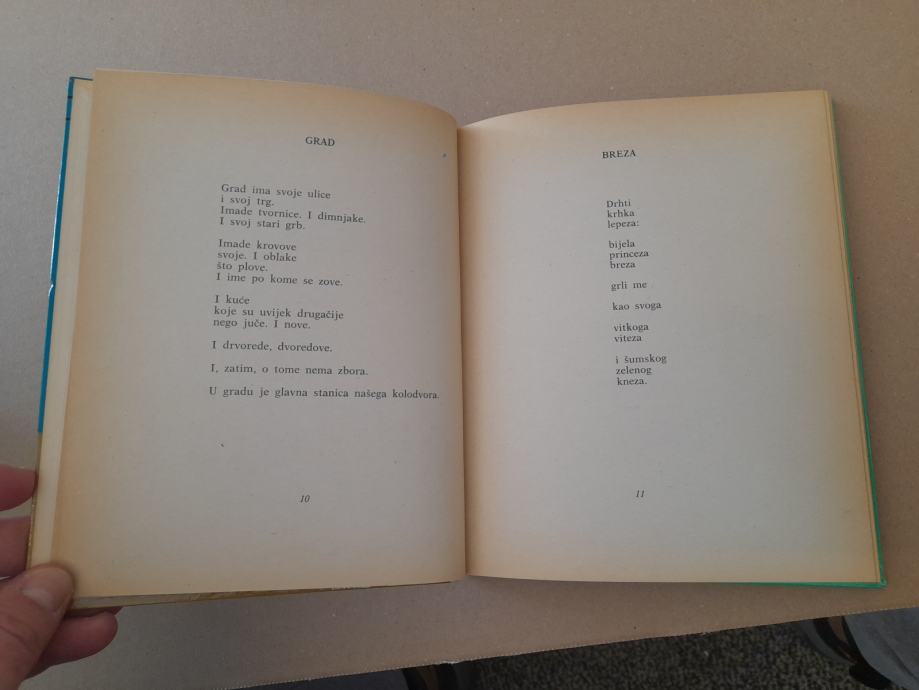 GRAD
Grad ima svoje ulice
i svoj trg.
Imade tvornice. I dimnjake.
I svoj stari grb.
Imade krovove
svoje. I oblake
što plove.
I ime po kome se zove.
I kuće
koje su uvijek drugačije
nego juče. I nove.
I drvorede, dvoredove.
I, zatim, o tome nema zbora.
U gradu je glavna stanica našega kolodvora.
10
BREZA
Drhti
krhka
lepeza:
bijela
princeza
breza
grli me
kao svoga
vitkoga
viteza
i šumskog
zelenog
kneza.
11